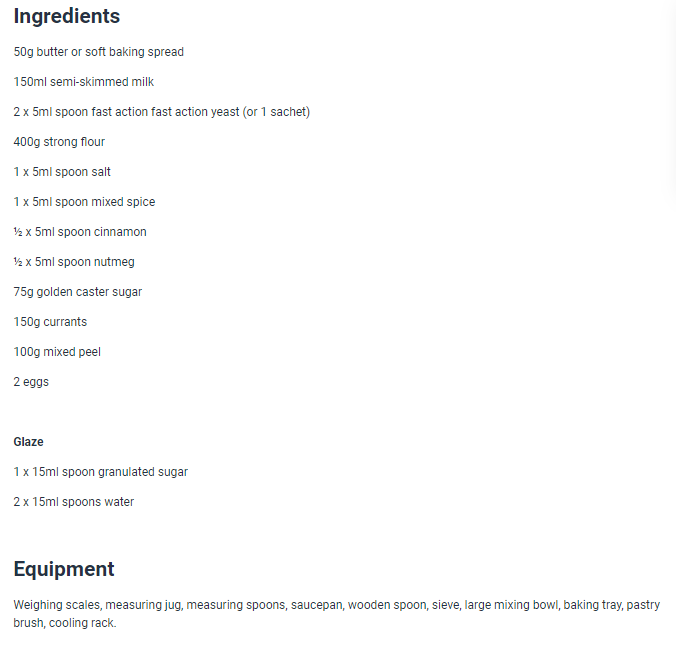 Ingredients
50g butter or soft baking spread
150ml semi-skimmed milk
2 x 5ml spoon fast action fast action yeast (or 1 sachet)
400g strong flour
1 x 5ml spoon salt
1 x 5ml spoon mixed spice
½ x 5ml spoon cinnamon
½ x 5ml spoon nutmeg
75g golden caster sugar
150g currants
100g mixed peel
2 eggs
Glaze
1 x 15ml spoon granulated sugar
2 x 15ml spoons water
Equipment
Weighing scales, measuring jug, measuring spoons, saucepan, wooden spoon, sieve, large mixing bowl, baking tray, pastry
brush, cooling rack.